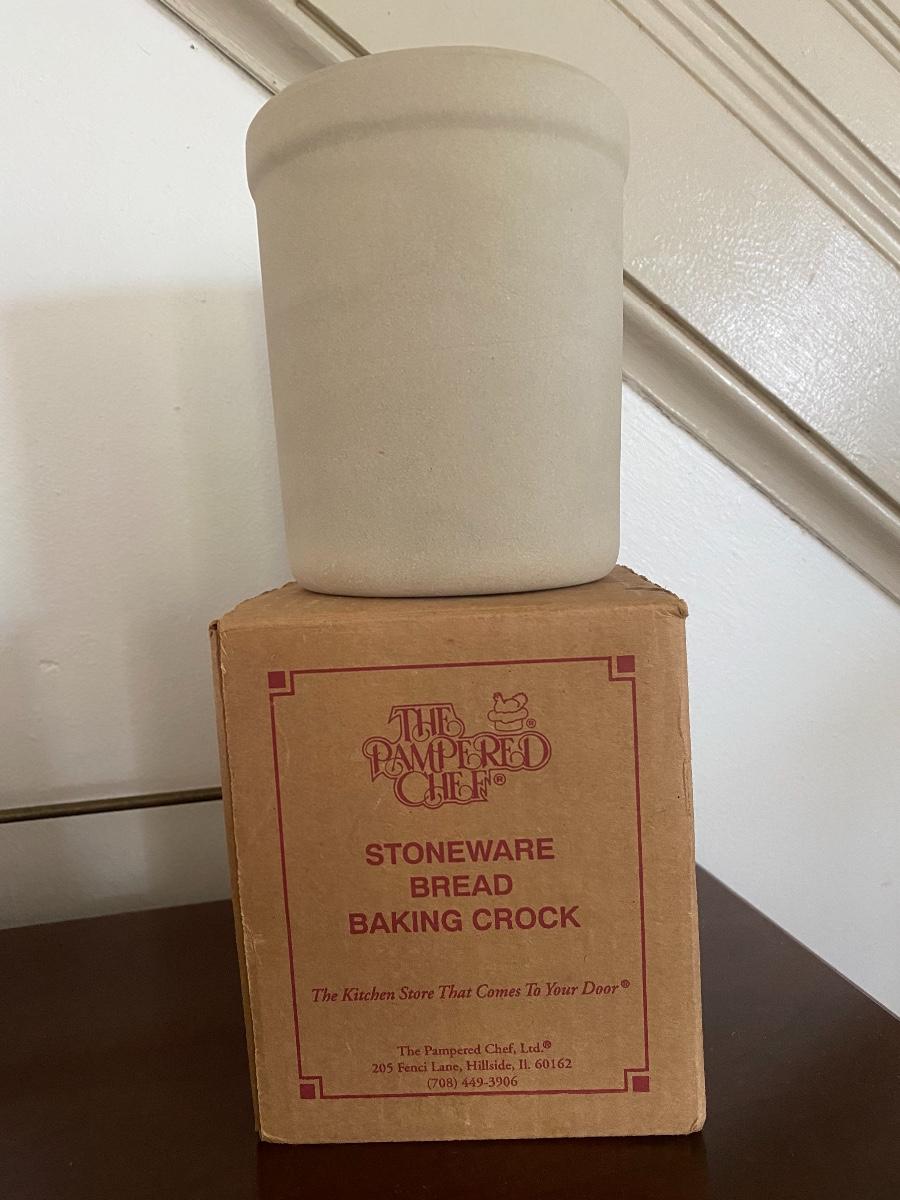 THE
PAMPERED
CHEF®
STONEWARE
BREAD
BAKING CROCK
The Kitchen Store That Comes To Your Door®
The Pampered Chef, Ltd.®
205 Fencl Lane, Hillside, Il. 60162
(708) 449-3906